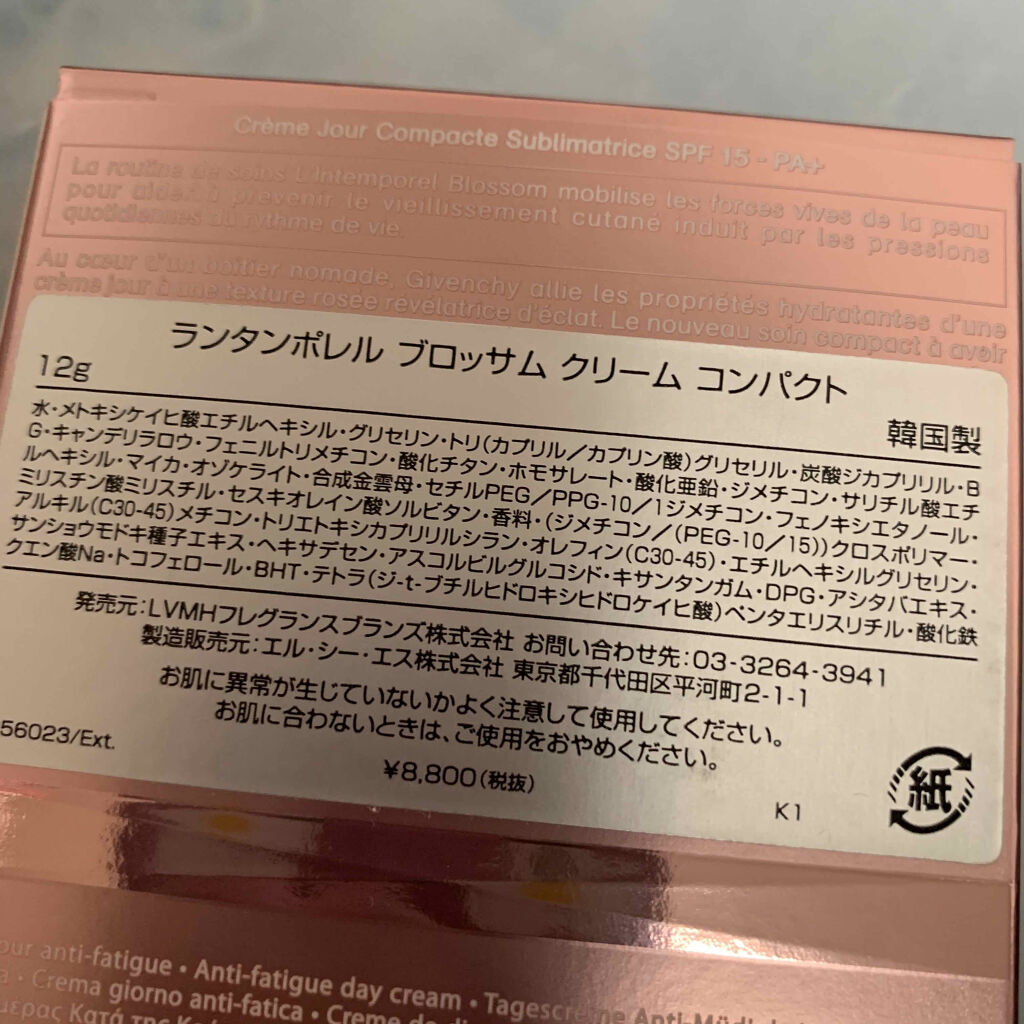 Crème Jour Compacte Sublimatrice SPF 15 - PA+
La routine de soins L'Intemporel Blossom mobilise les forces vives de la peau
pour aider à prévenir le vieillissement cutané induit par les pressions
quotidiennes du rythme de vie.
Au cœur d'un boîtier nomade, Givenchy allie les propriétés hydratantes d'une
crème jour à une texture rosée révélatrice d'éclat. Le nouveau soin compact à avoir
ランタンポレル ブロッサム クリーム コンパクト
12g
韓国製
水・メトキシケイヒ酸エチルヘキシル・グリセリン・トリ(カプリル/カプリン酸)グリセリル・炭酸ジカプリリル・B
G・キャンデリラロウ・フェニルトリメチコン・酸化チタン・ホモサレート・酸化亜鉛・ジメチコン・サリチル酸エチ
ルヘキシル・マイカ・オゾケライト・合成金雲母・セチルPEG/PPG-10/1ジメチコン・フェノキシエタノール・
ミリスチン酸ミリスチル・セスキオレイン酸ソルビタン・香料・(ジメチコン/(PEG-10/15))クロスポリマー・
アルキル(C30-45)メチコン・トリエトキシカプリリルシラン・オレフィン(C30-45)・エチルヘキシルグリセリン・
サンショウモドキ種子エキス・ヘキサデセン・アスコルビルグルコシド・キサンタンガム・DPG・アシタバエキス・
クエン酸Na・トコフェロール・BHT・テトラ(ジ-t-ブチルヒドロキシヒドロケイヒ酸)ペンタエリスリチル・酸化鉄
発売元:LVMHフレグランスブランズ株式会社 お問い合わせ先:03-3264-3941
製造販売元:エル・シー・エス株式会社 東京都千代田区平河町2-1-1
お肌に異常が生じていないかよく注意して使用してください。
お肌に合わないときは、ご使用をおやめください。
56023/Ext.
¥8,800(税抜)
K1
紙
our anti-fatigue • Anti-fatigue day cream • Tagescreme Anti-Müdi
a • Crema giorno anti-fatica • Creme de di
μερας Κατά της